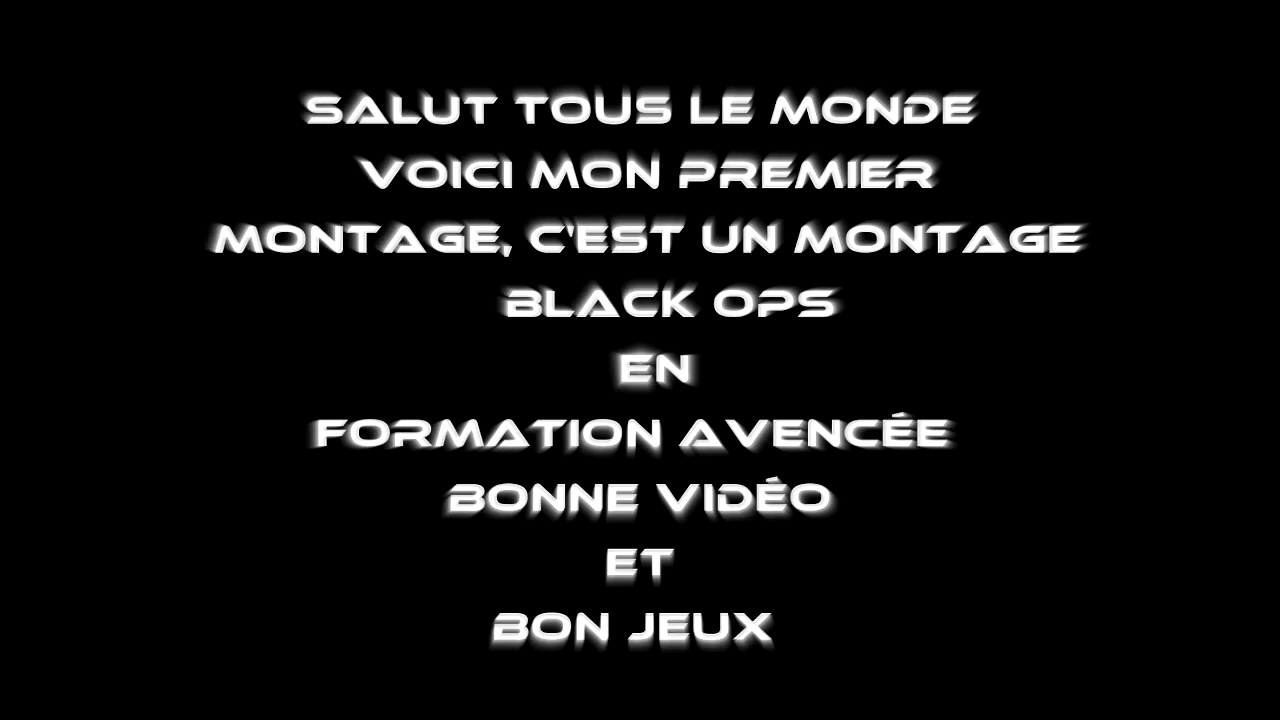 SALUT TOUS LE MONDE
VOICI MON PREMIER
MONTAGE, C'EST UN MONTAGE
BLACK OPS
EN
FORMATION AVENCÉE
BONNE VIDÉO
ET
BON JEUX